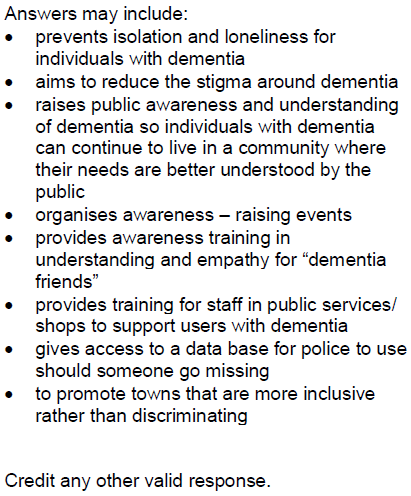 Answers may include:
• prevents isolation and loneliness for
individuals with dementia
• aims to reduce the stigma around dementia
• raises public awareness and understanding
of dementia so individuals with dementia
can continue to live in a community where
their needs are better understood by the
public
• organises awareness – raising events
• provides awareness training in
understanding and empathy for “dementia
friends”
• provides training for staff in public services/
shops to support users with dementia
• gives access to a data base for police to use
should someone go missing
• to promote towns that are more inclusive
rather than discriminating
Credit any other valid response.